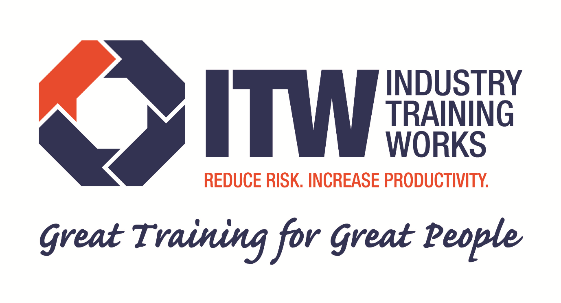 ITW
INDUSTRY
TRAINING
WORKS
REDUCE RISK. INCREASE PRODUCTIVITY.
Great Training for Great People